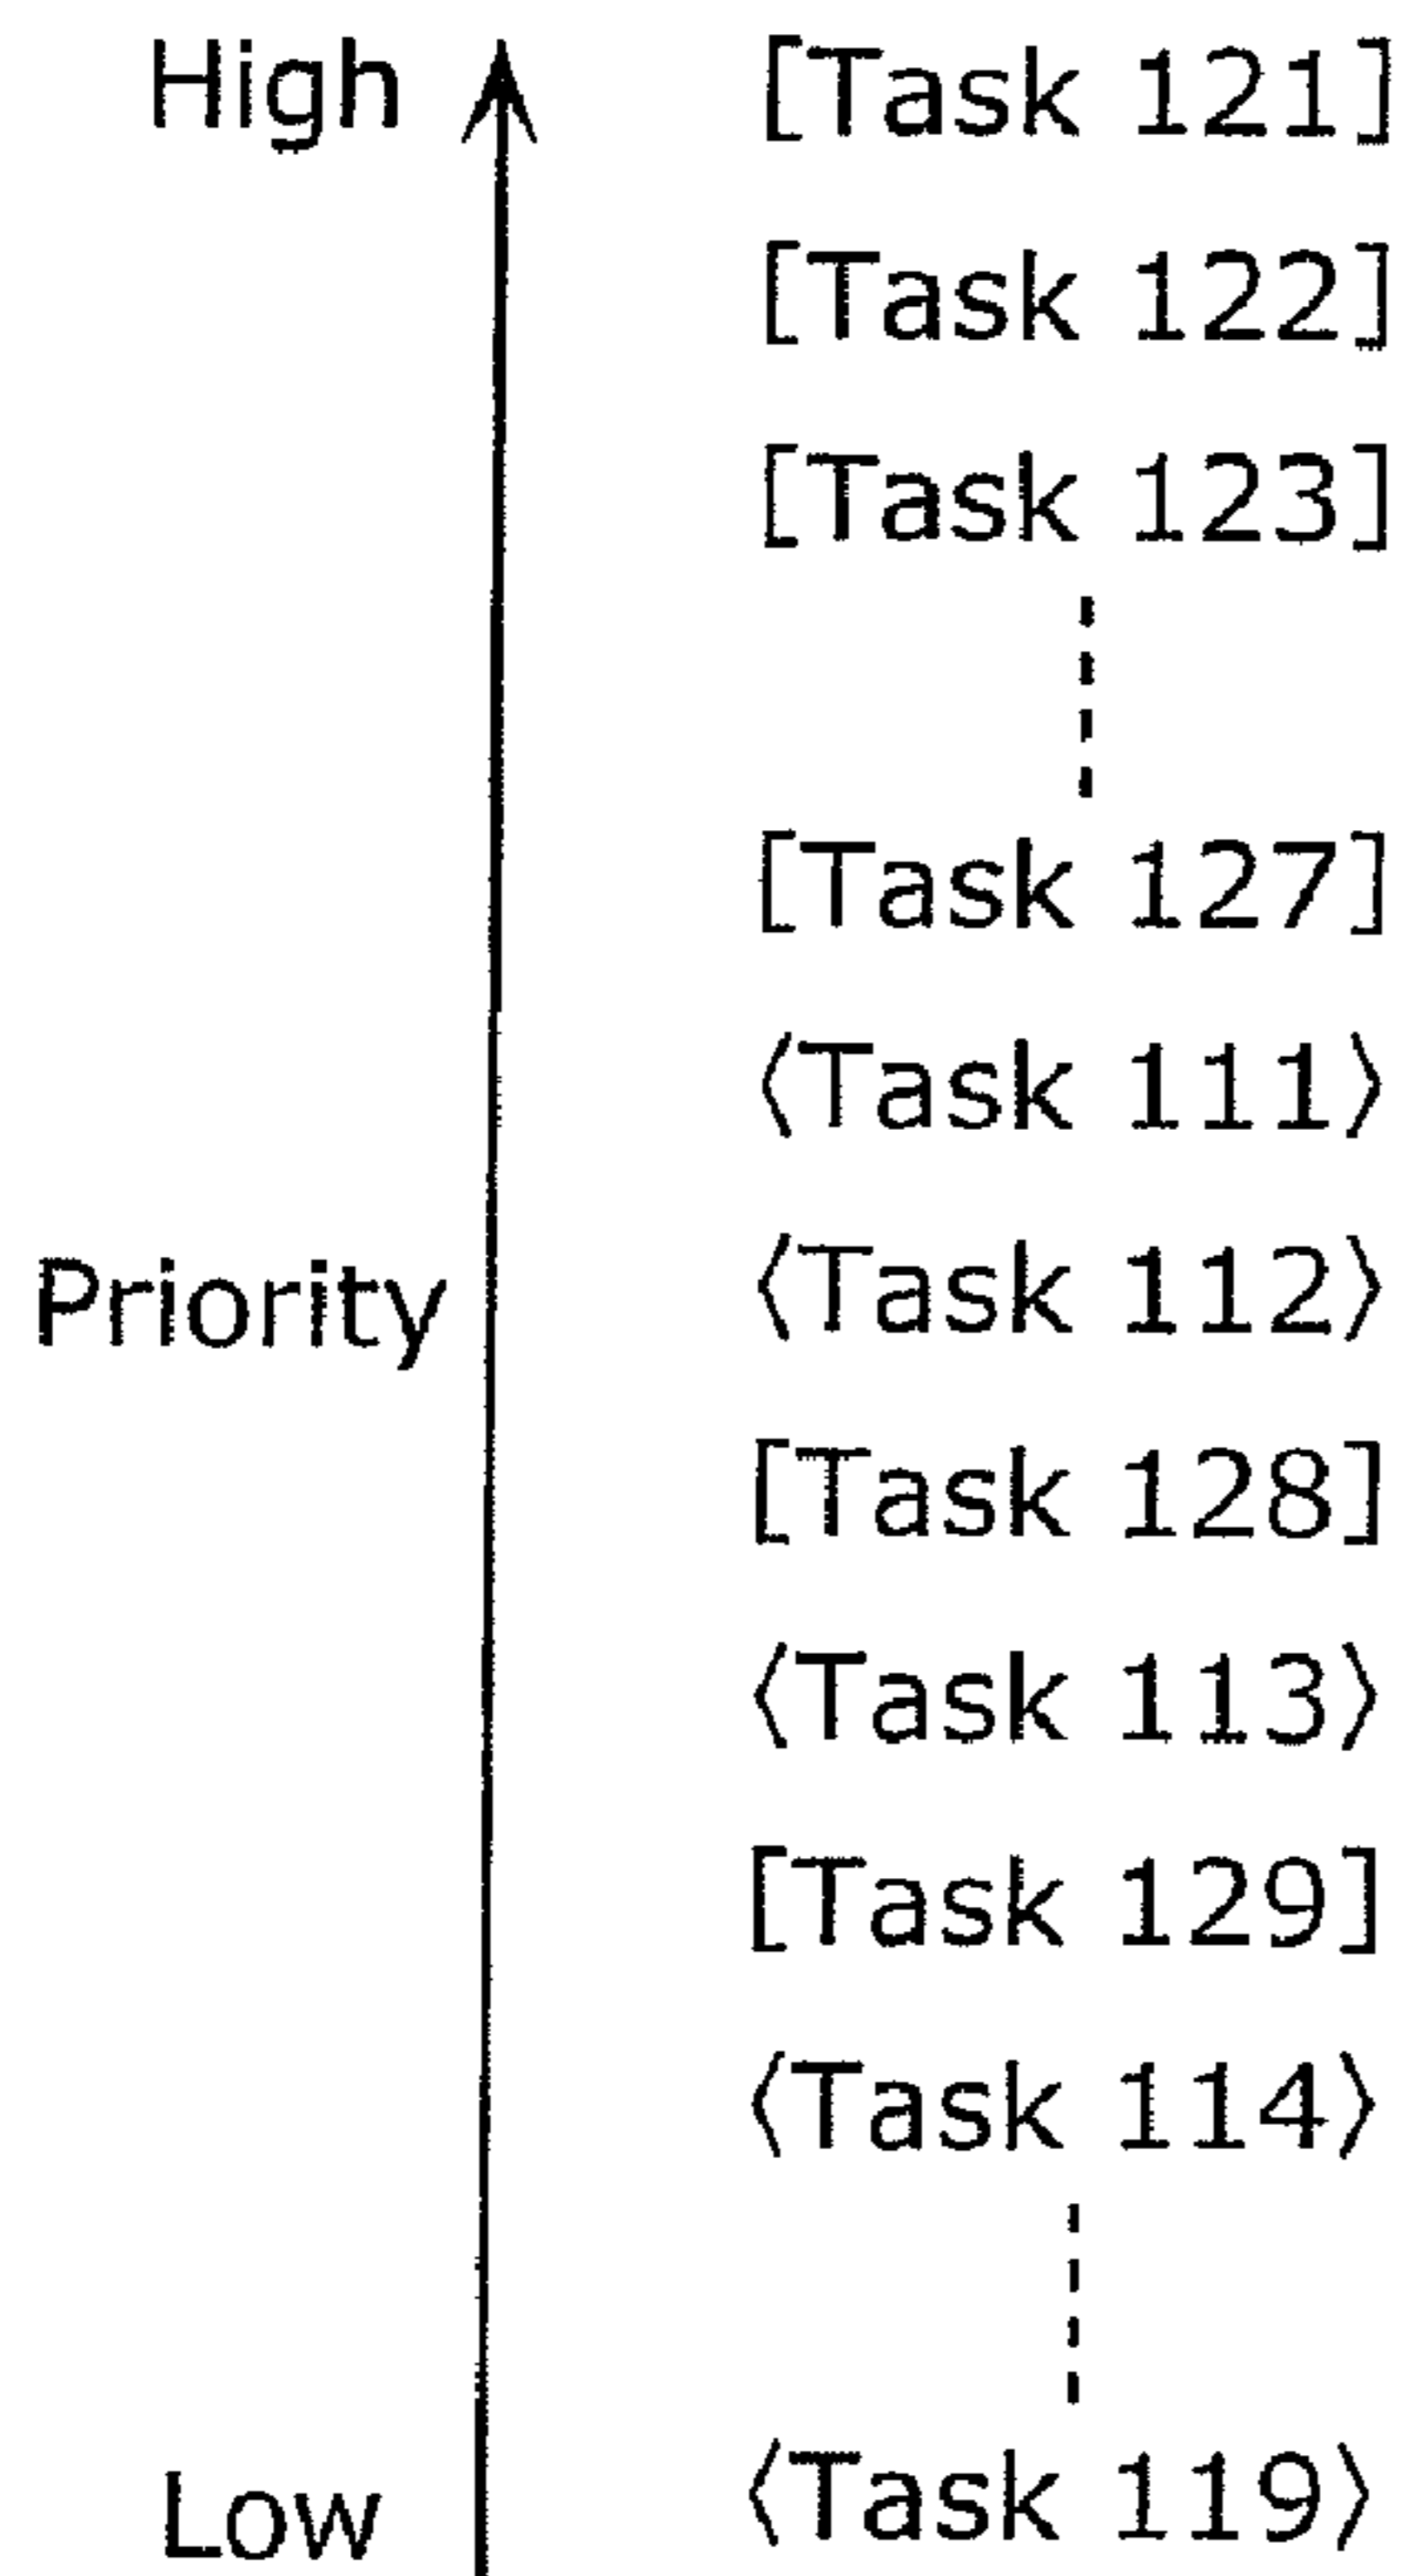 High [Task 121]
[Task 122]
[Task 123]
[Task 127]
〈Task 111〉
Priority 〈Task 112〉
[Task 128]
〈Task 113〉
[Task 129]
〈Task 114〉
Low 〈Task 119〉